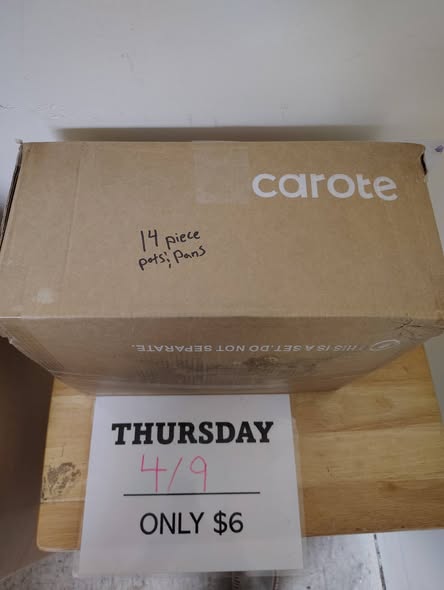 carote
14 piece
pots; pans
THIS IS A SET. DO NOT SEPARATE.
THURSDAY
4/9
ONLY $6